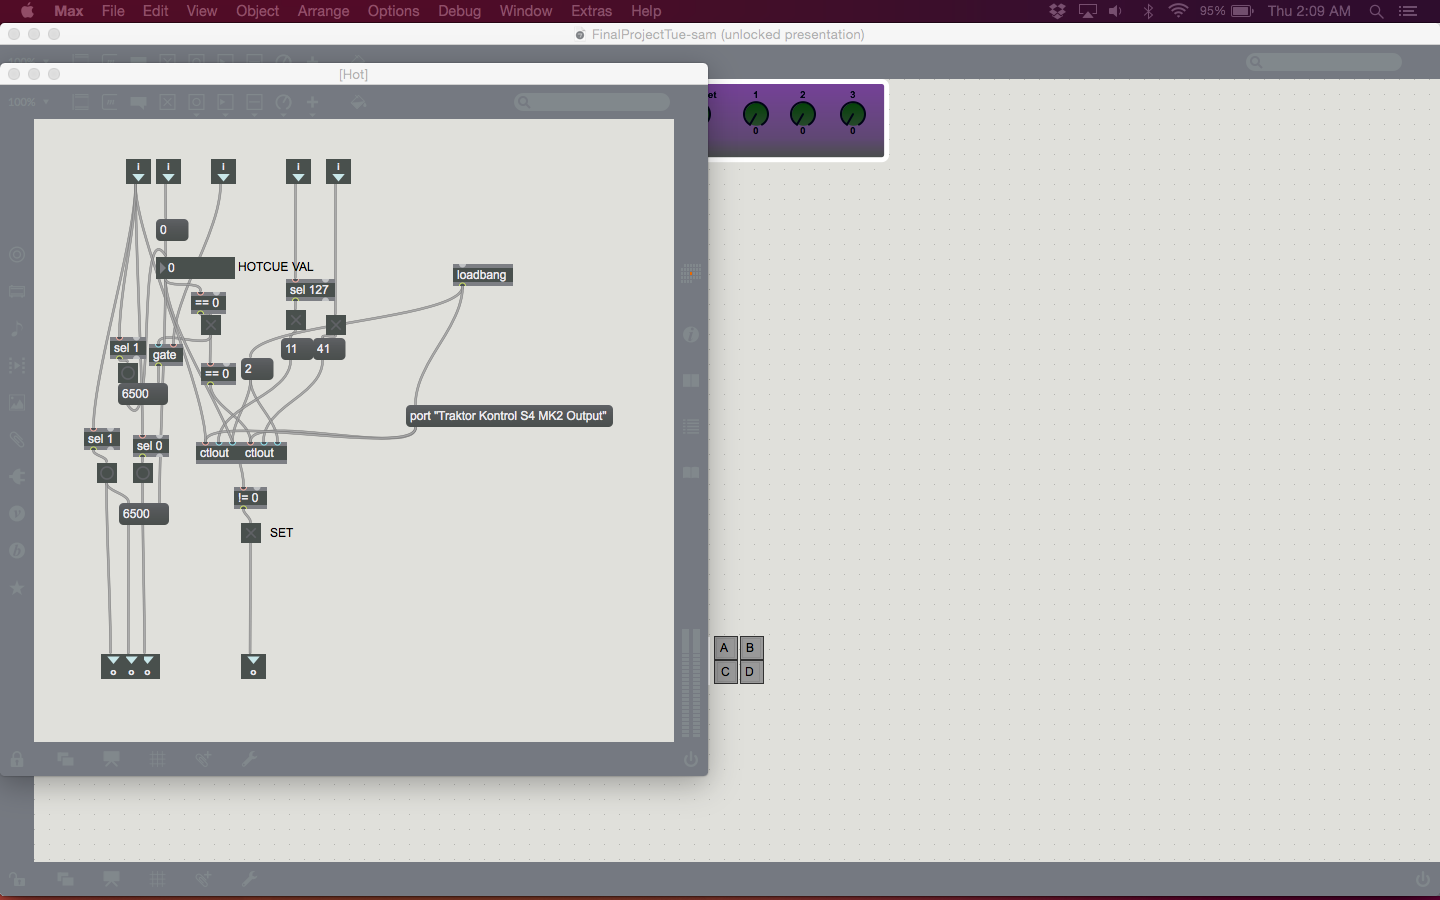 Max File Edit View Object Arrange Options Debug Window Extras Help 95% Thu 2:09 AM
FinalProjectTue-sam (unlocked presentation)
[Hot]
100%
et 1 2 3
0 0 0
i i i i i
0
0 HOTCUE VAL
loadbang
sel 127
== 0
sel 1 gate
11 41
== 0 2
6500
port "Traktor Kontrol S4 MK2 Output"
sel 1 sel 0
ctlout ctlout
!= 0
6500
SET
o o o o
A B
C D